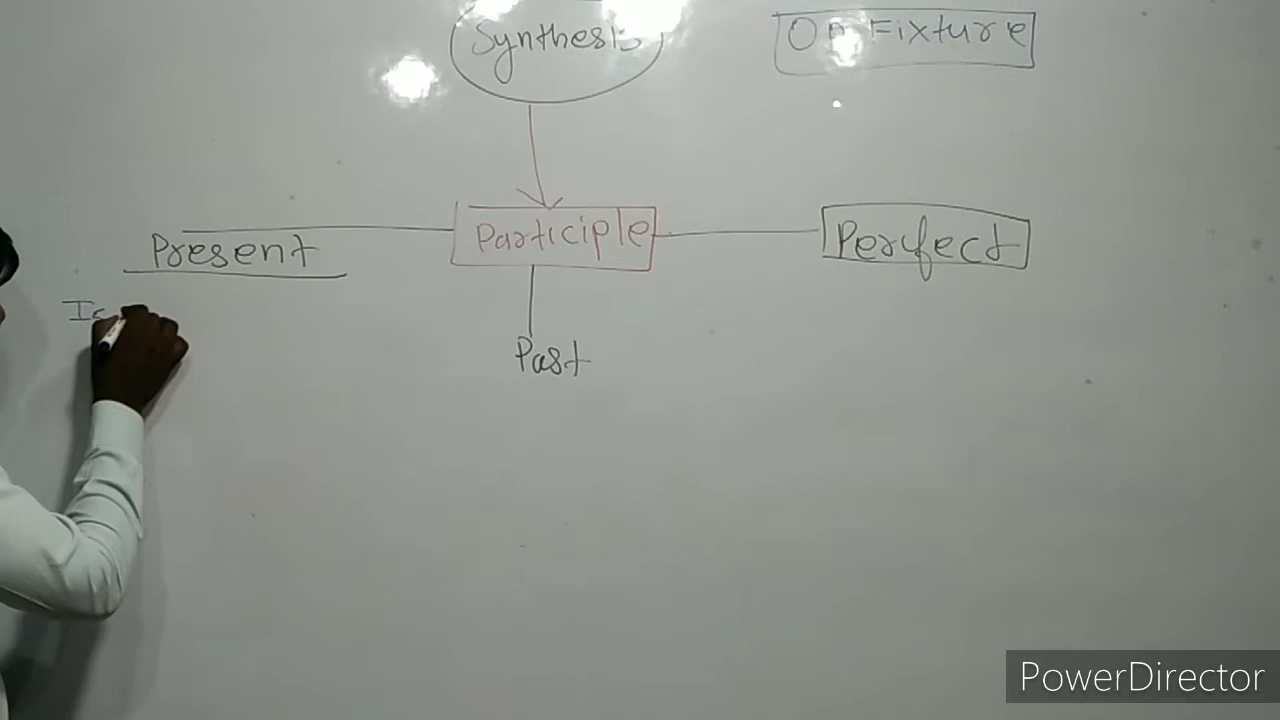 Synthesis
On Fixture
Present
Participle
Perfect
Past
PowerDirector